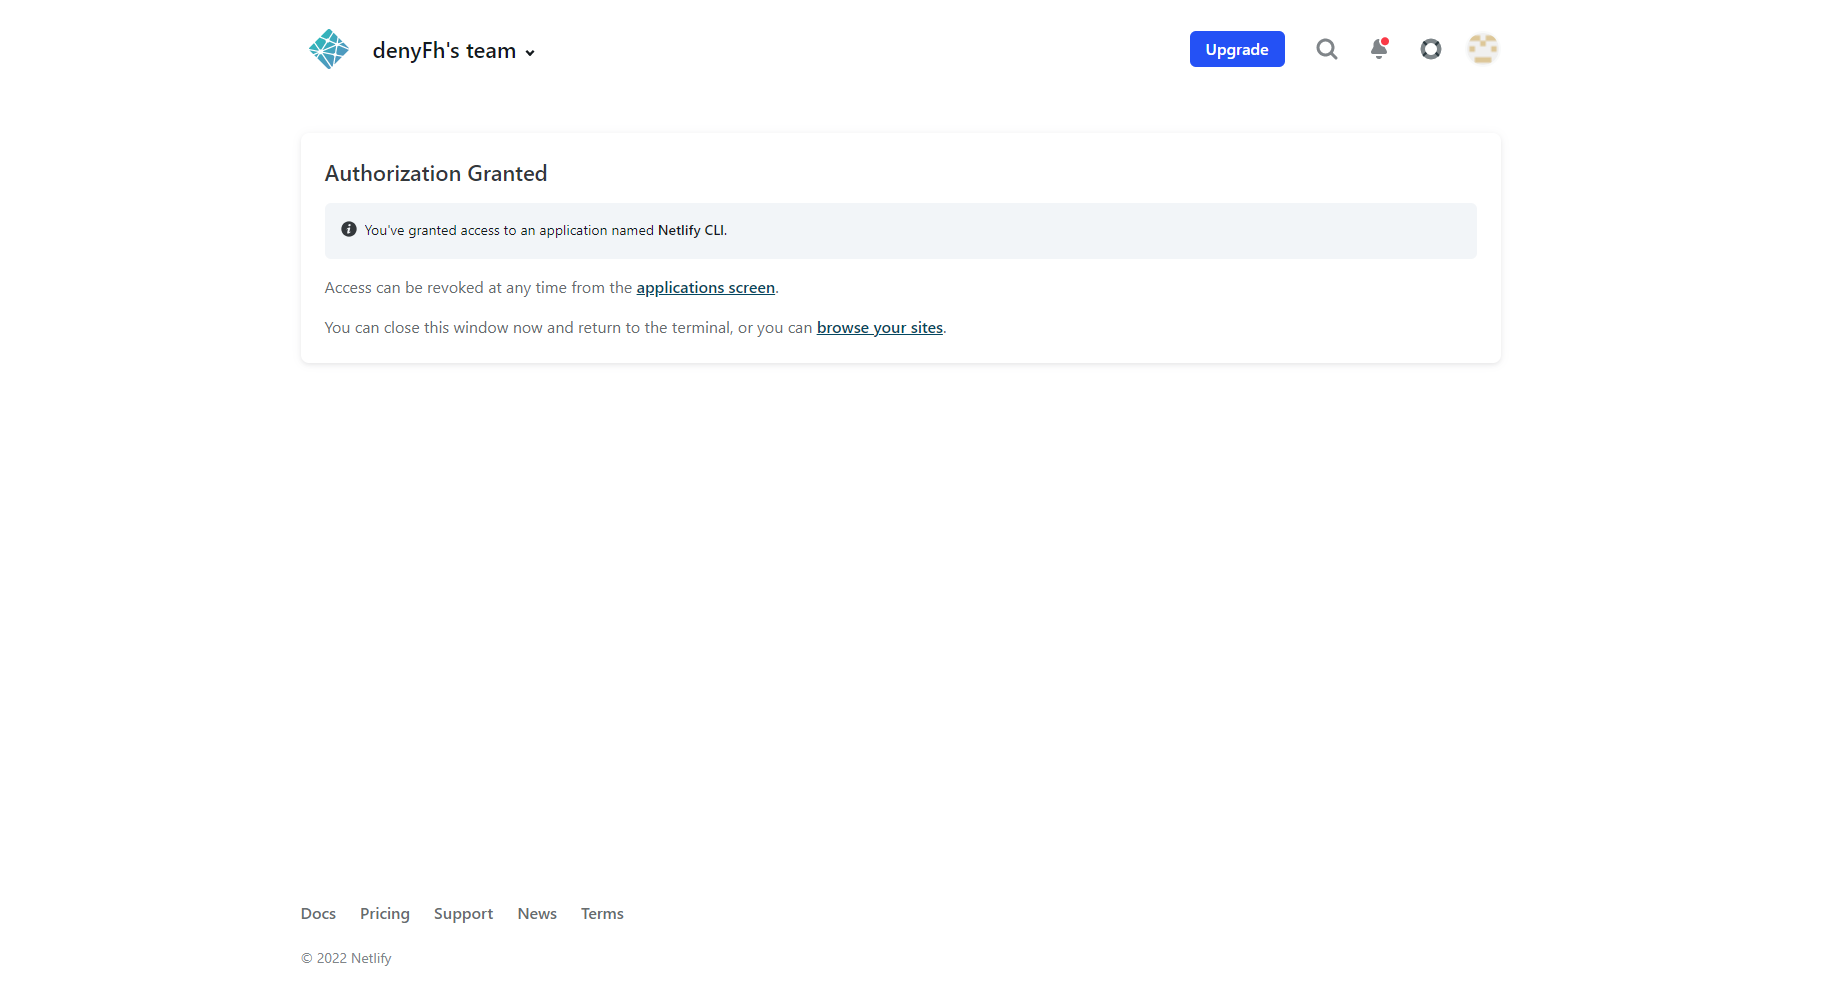 denyFh's team
Upgrade
Authorization Granted
You've granted access to an application named Netlify CLI.
Access can be revoked at any time from the applications screen.
You can close this window now and return to the terminal, or you can browse your sites.
Docs Pricing Support News Terms
© 2022 Netlify